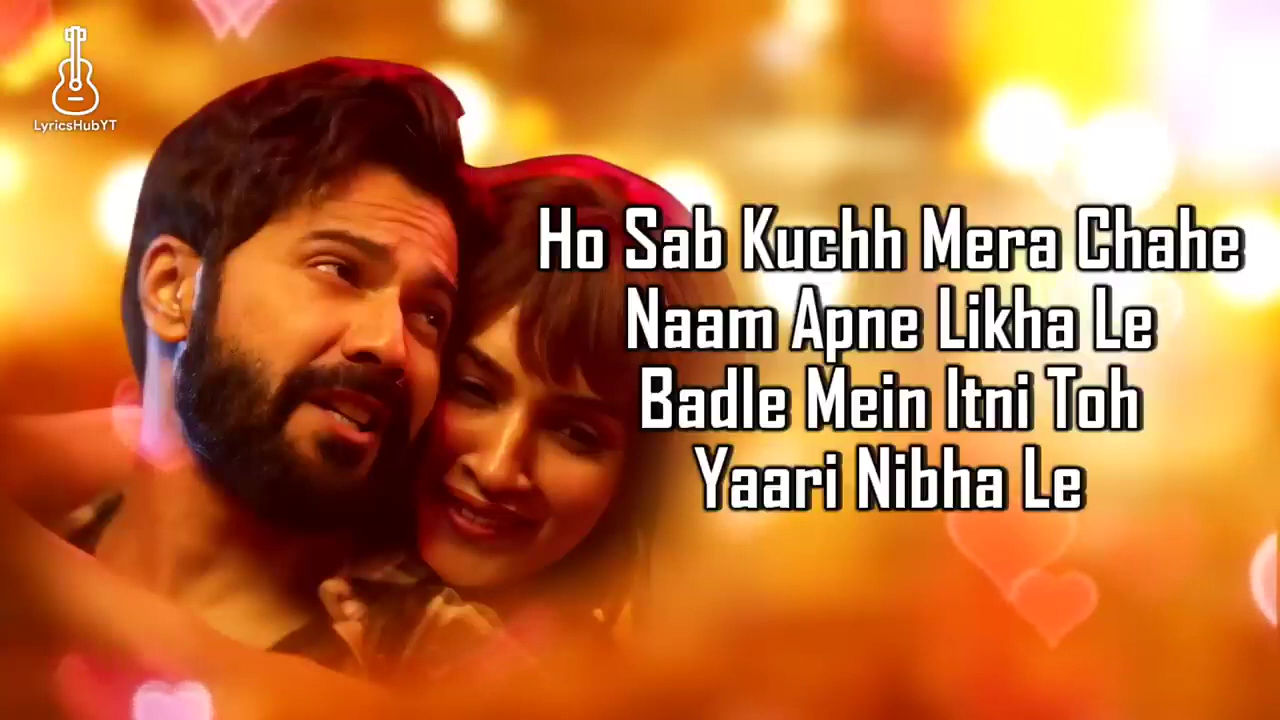 LyricsHubYT
Ho Sab Kuchh Mera Chahe
Naam Apne Likha Le
Badle Mein Itni Toh
Yaari Nibha Le